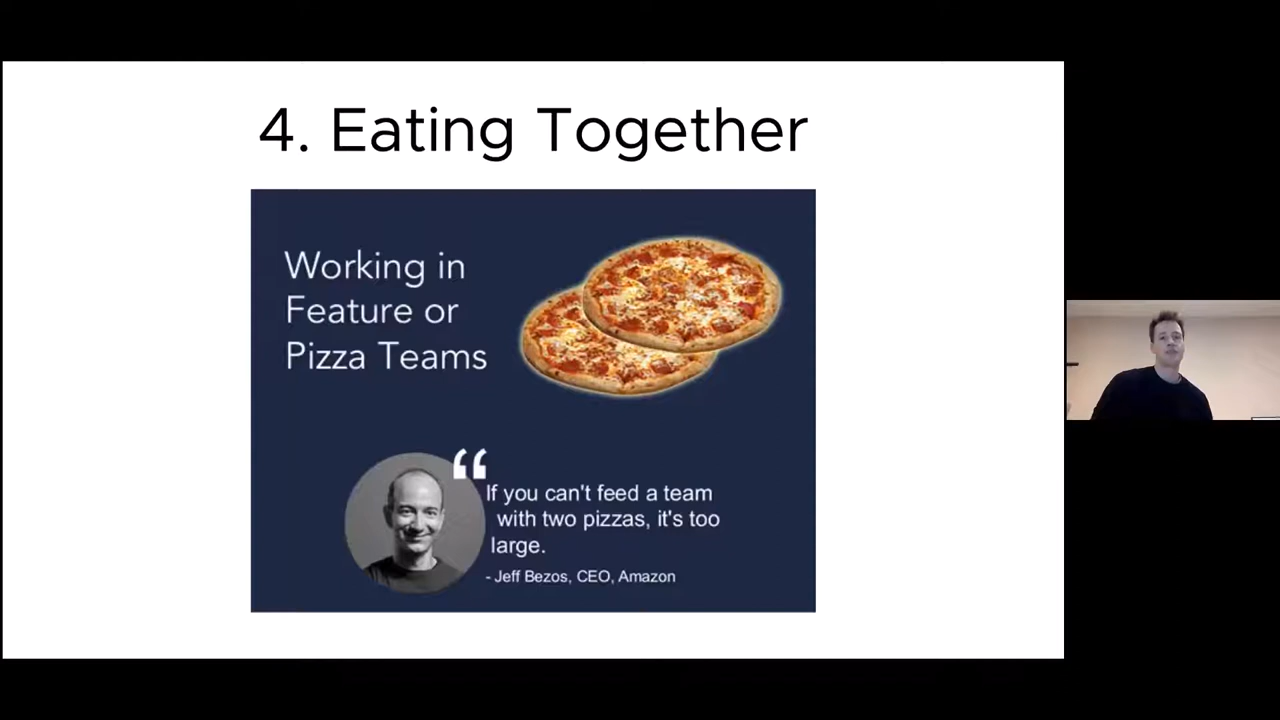 4. Eating Together
Working in
Feature or
Pizza Teams
“
If you can't feed a team
with two pizzas, it's too
large.
- Jeff Bezos, CEO, Amazon